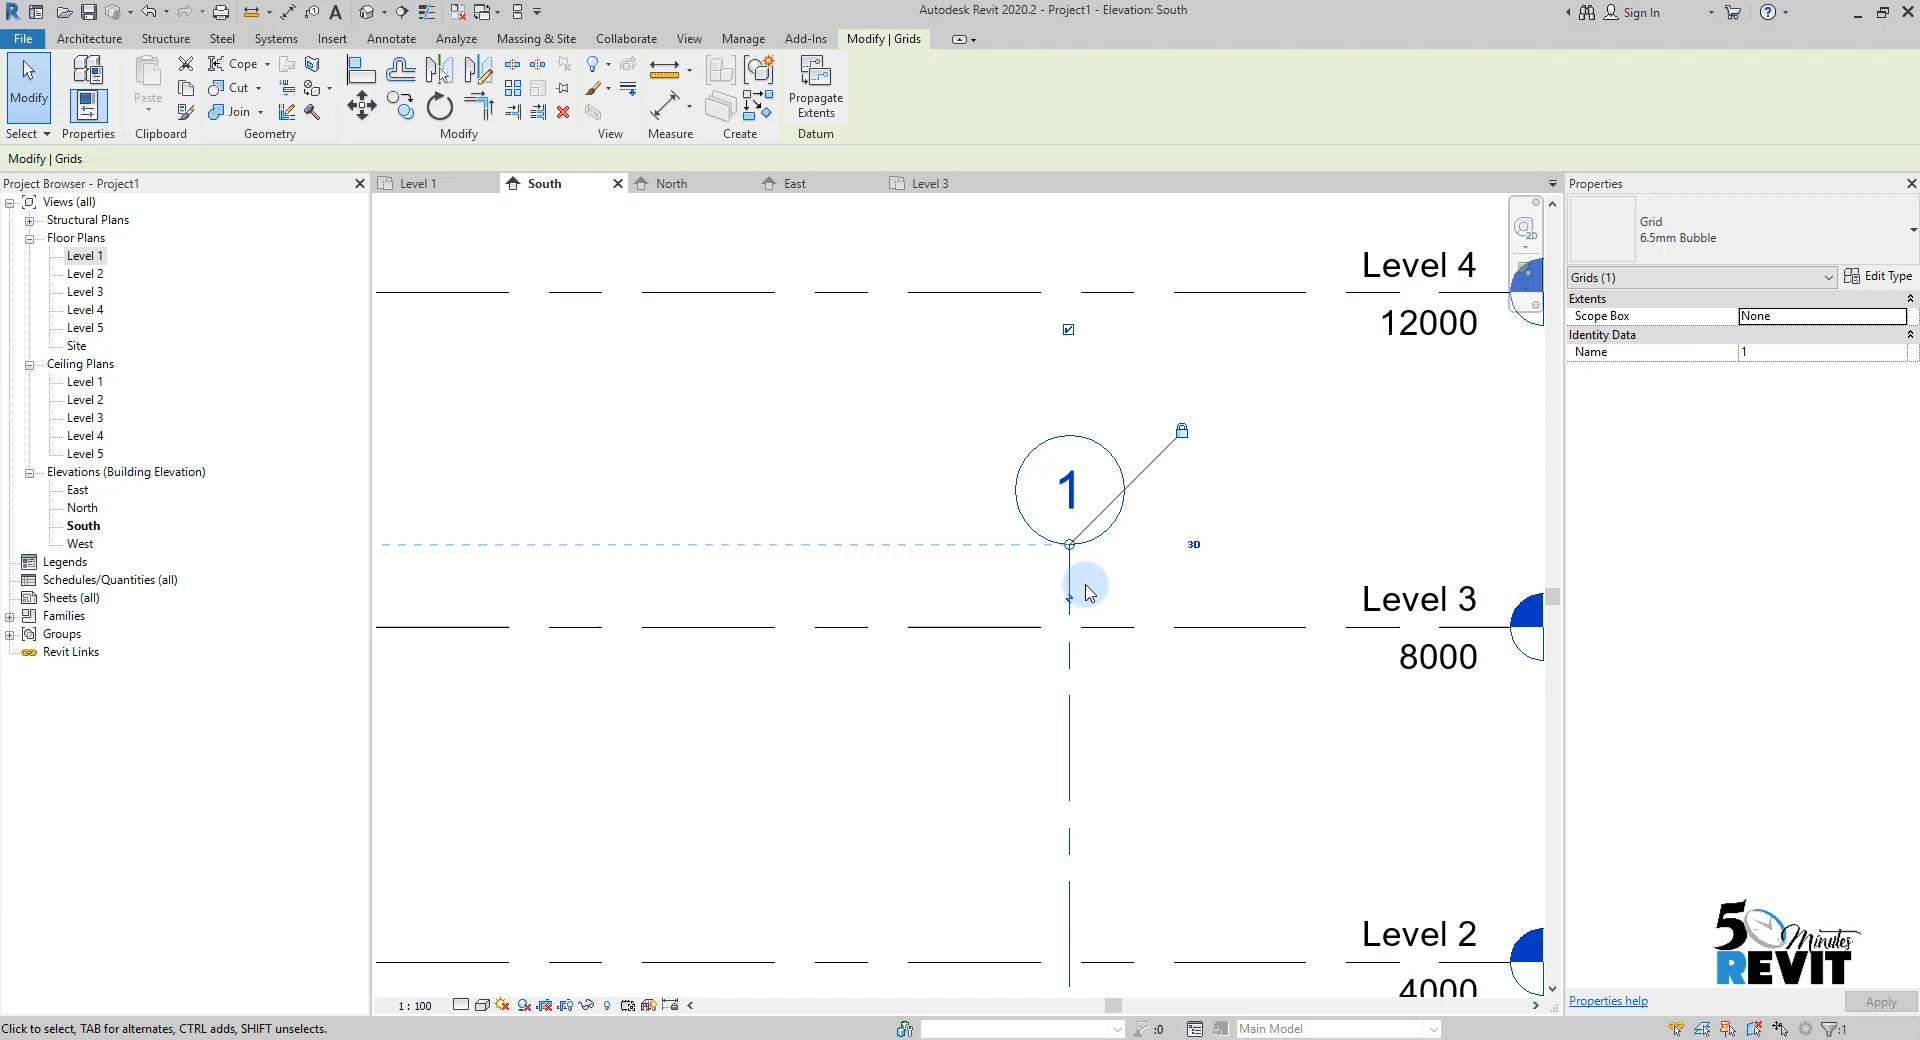 Autodesk Revit 2020.2 - Project1 - Elevation: South
Sign In
File
Architecture
Structure
Steel
Systems
Insert
Annotate
Analyze
Massing & Site
Collaborate
View
Manage
Add-Ins
Modify | Grids
Modify
Paste
Cope
Cut
Join
Propagate
Extents
Select
Properties
Clipboard
Geometry
Modify
View
Measure
Create
Datum
Modify | Grids
Project Browser - Project1
Views (all)
Structural Plans
Floor Plans
Level 1
Level 2
Level 3
Level 4
Level 5
Site
Ceiling Plans
Level 1
Level 2
Level 3
Level 4
Level 5
Elevations (Building Elevation)
East
North
South
West
Legends
Schedules/Quantities (all)
Sheets (all)
Families
Groups
Revit Links
Level 1
South
North
East
Level 3
2D
Level 4
12000
1
3D
Level 3
8000
Level 2
4000
1 : 100
Properties
Grid
6.5mm Bubble
Grids (1)
Edit Type
Extents
Scope Box
None
Identity Data
Name
1
5 Minutes
REVIT
Properties help
Apply
Click to select, TAB for alternates, CTRL adds, SHIFT unselects.
:0
Main Model
:1